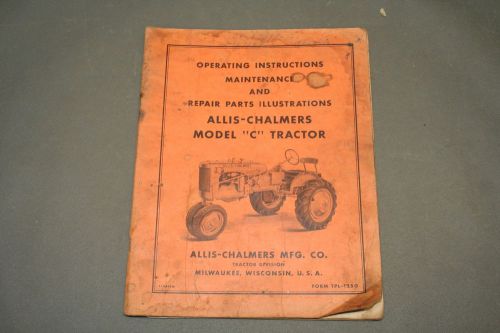 OPERATING INSTRUCTIONS
MAINTENANCE
AND
REPAIR PARTS ILLUSTRATIONS
ALLIS-CHALMERS
MODEL "C" TRACTOR
ALLIS-CHALMERS MFG. CO.
TRACTOR DIVISION
MILWAUKEE, WISCONSIN, U. S. A.